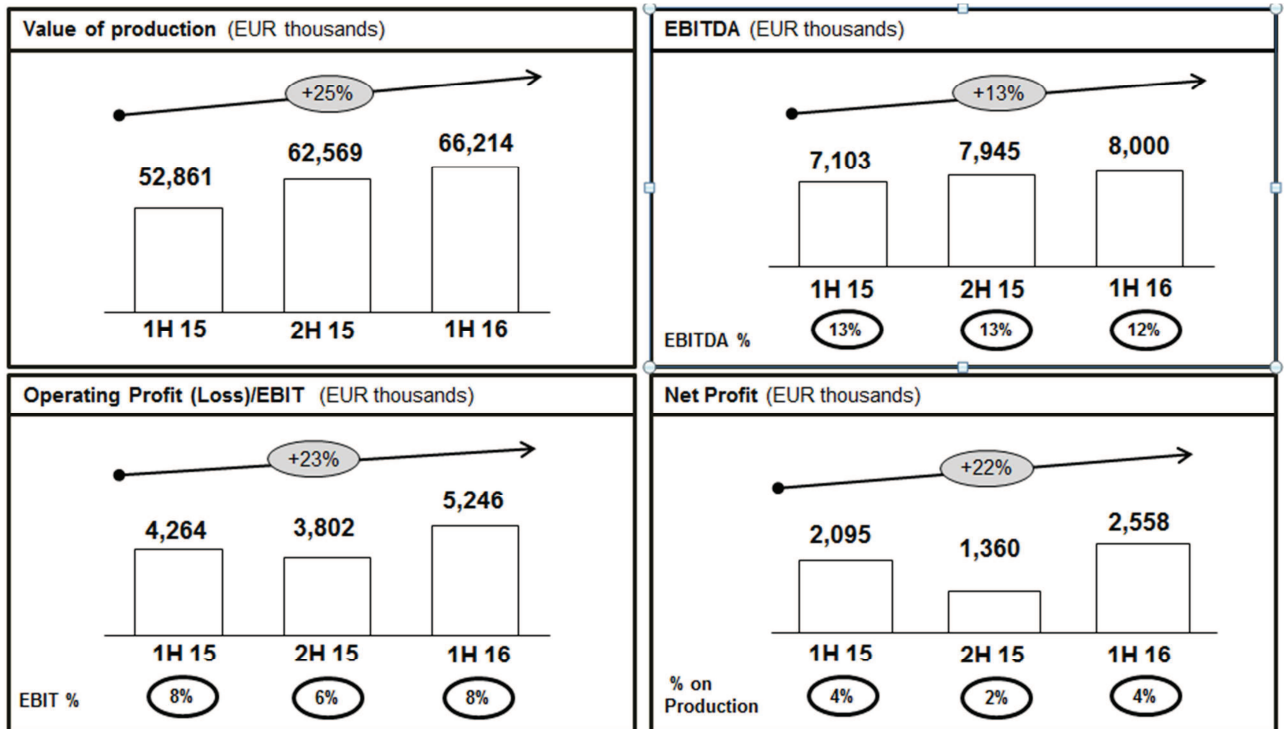 Value of production (EUR thousands)
+25%
52,861
62,569
66,214
1H 15
2H 15
1H 16
EBITDA (EUR thousands)
+13%
7,103
7,945
8,000
1H 15
2H 15
1H 16
EBITDA %
13%
13%
12%
Operating Profit (Loss)/EBIT (EUR thousands)
+23%
4,264
3,802
5,246
1H 15
2H 15
1H 16
EBIT %
8%
6%
8%
Net Profit (EUR thousands)
+22%
2,095
1,360
2,558
1H 15
2H 15
1H 16
% on
Production
4%
2%
4%